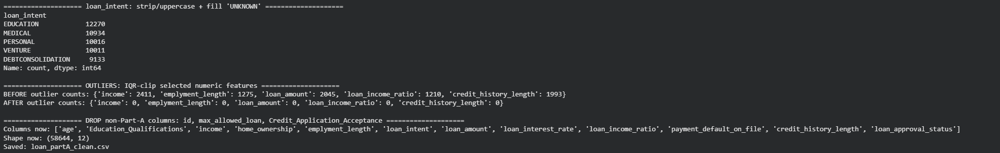 ==================== loan_intent: strip/uppercase + fill 'UNKNOWN' ====================
loan_intent
EDUCATION            12270
MEDICAL              10934
PERSONAL             10016
VENTURE              10011
DEBTCONSOLIDATION     9133
Name: count, dtype: int64

==================== OUTLIERS: IQR-clip selected numeric features ====================
BEFORE outlier counts: {'income': 2411, 'emplyment_length': 1275, 'loan_amount': 2045, 'loan_income_ratio': 1210, 'credit_history_length': 1993}
AFTER outlier counts: {'income': 0, 'emplyment_length': 0, 'loan_amount': 0, 'loan_income_ratio': 0, 'credit_history_length': 0}

==================== DROP non-Part-A columns: id, max_allowed_loan, Credit_Application_Acceptance ====================
Columns now: ['age', 'Education_Qualifications', 'income', 'home_ownership', 'emplyment_length', 'loan_intent', 'loan_amount', 'loan_interest_rate', 'loan_income_ratio', 'payment_default_on_file', 'credit_history_length', 'loan_approval_status']
Shape now: (58644, 12)
Saved: loan_partA_clean.csv